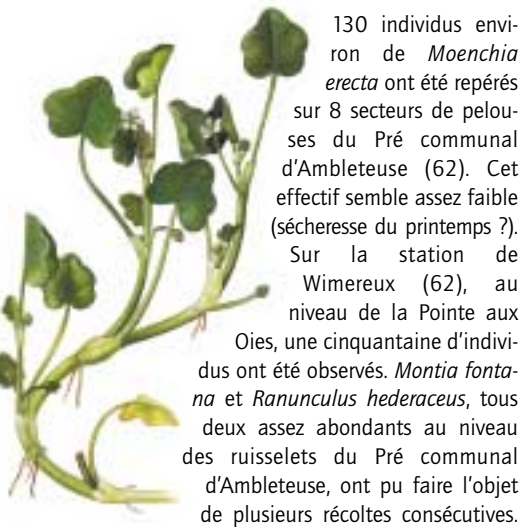 130 individus envi-
ron de Moenchia
erecta ont été repérés
sur 8 secteurs de pelou-
ses du Pré communal
d'Ambleteuse (62). Cet
effectif semble assez faible
(sécheresse du printemps ?).
Sur la station de
Wimereux (62), au
niveau de la Pointe aux
Oies, une cinquantaine d'indivi-
dus ont été observés. Montia fonta-
na et Ranunculus hederaceus, tous
deux assez abondants au niveau
des ruisselets du Pré communal
d'Ambleteuse, ont pu faire l'objet
de plusieurs récoltes consécutives.